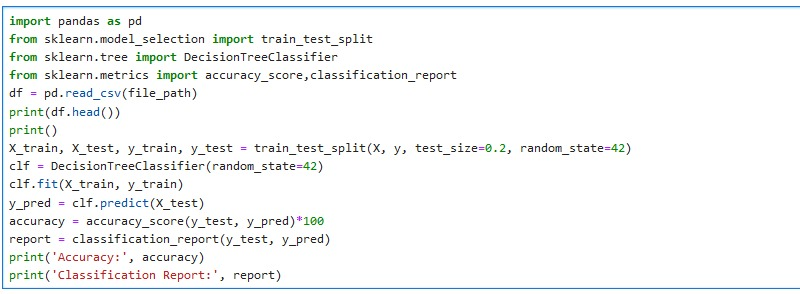 import pandas as pd
from sklearn.model_selection import train_test_split
from sklearn.tree import DecisionTreeClassifier
from sklearn.metrics import accuracy_score,classification_report
df = pd.read_csv(file_path)
print(df.head())
print()
X_train, X_test, y_train, y_test = train_test_split(X, y, test_size=0.2, random_state=42)
clf = DecisionTreeClassifier(random_state=42)
clf.fit(X_train, y_train)
y_pred = clf.predict(X_test)
accuracy = accuracy_score(y_test, y_pred)*100
report = classification_report(y_test, y_pred)
print('Accuracy:', accuracy)
print('Classification Report:', report)